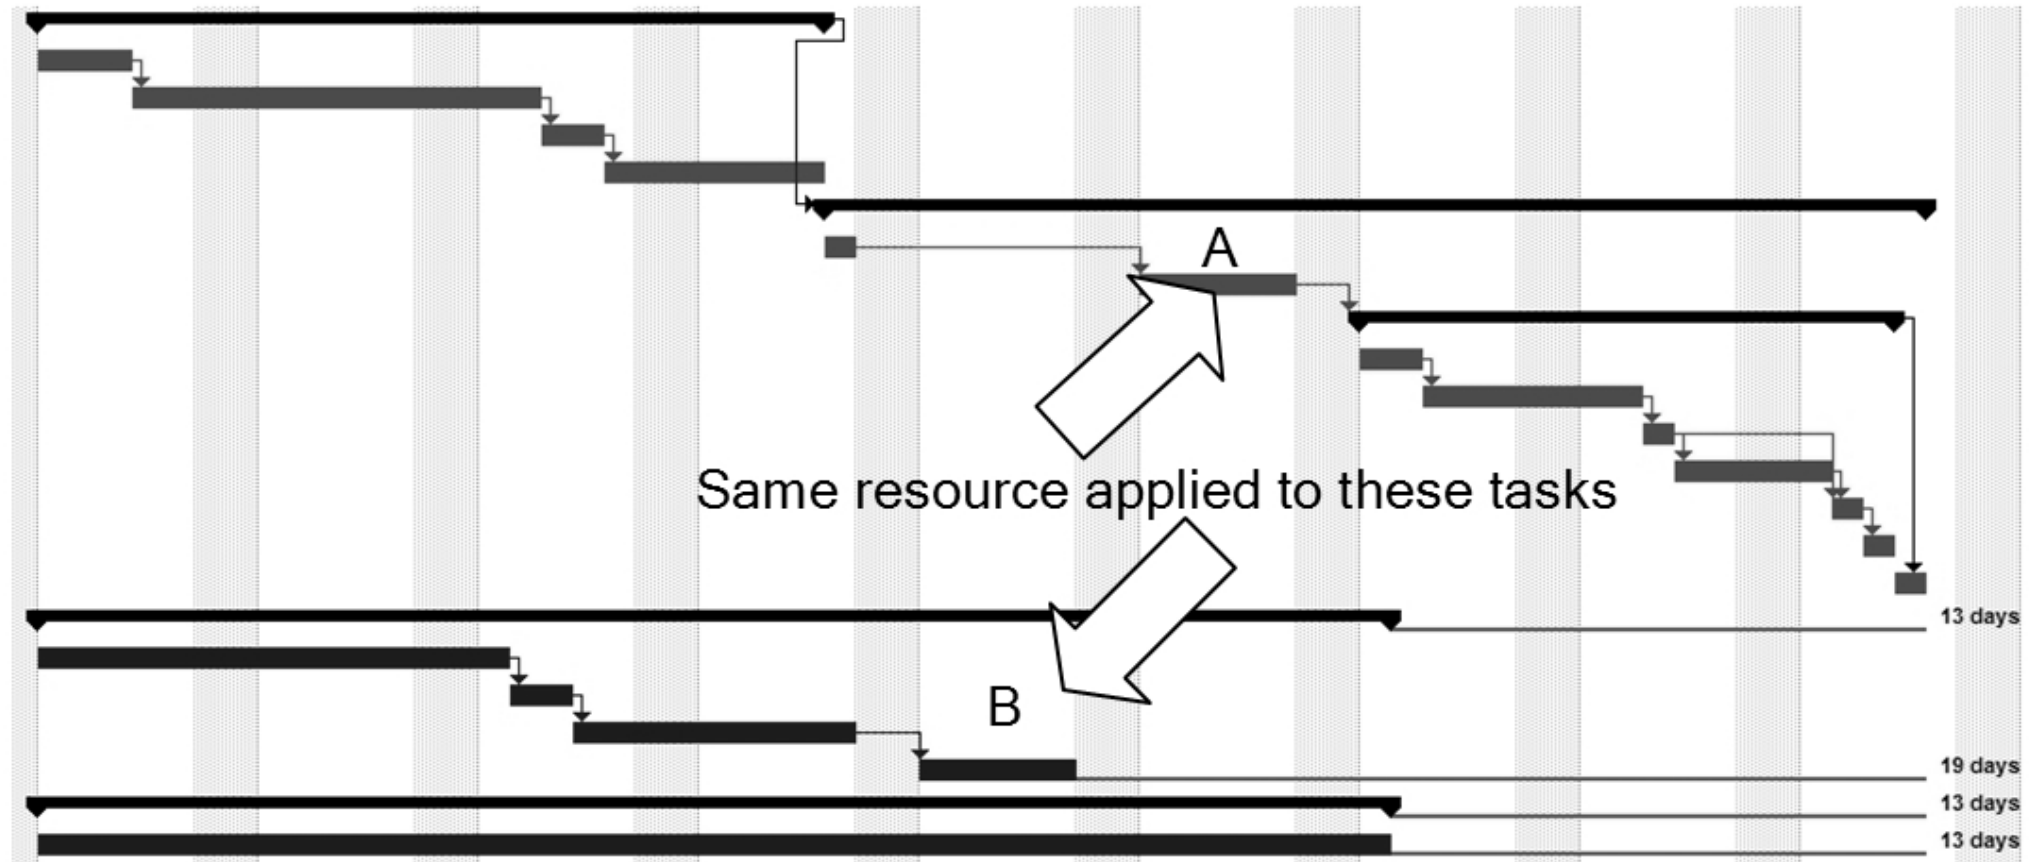 A
Same resource applied to these tasks
13 days
B
19 days
13 days
13 days